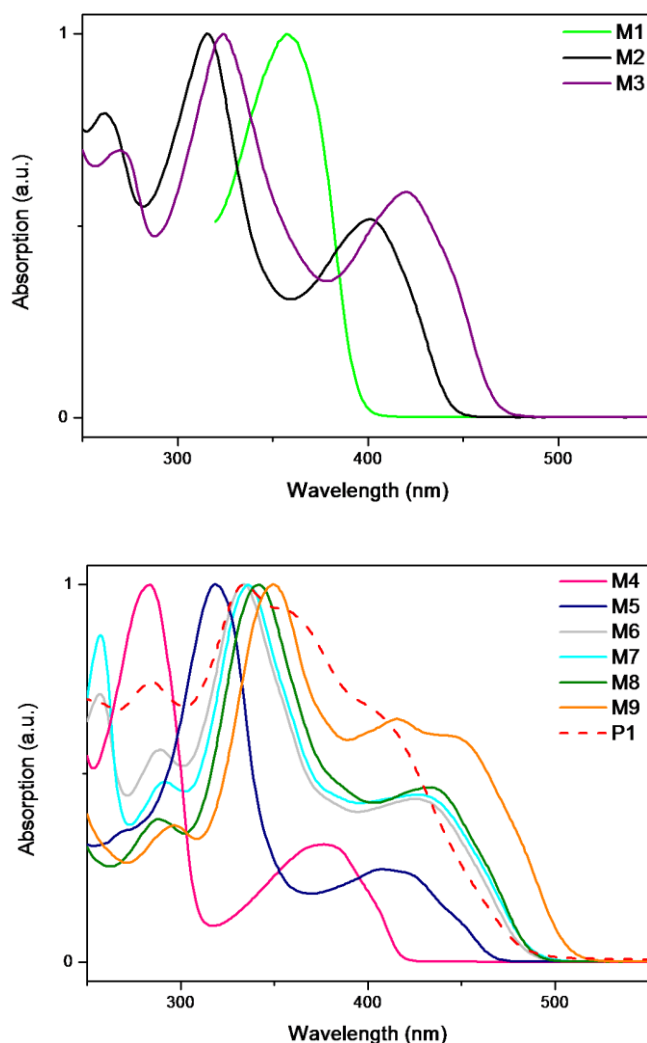 1
M1
M2
M3
Absorption (a.u.)
0
300
400
500
Wavelength (nm)
1
M4
M5
M6
M7
M8
M9
P1
Absorption (a.u.)
0
300
400
500
Wavelength (nm)